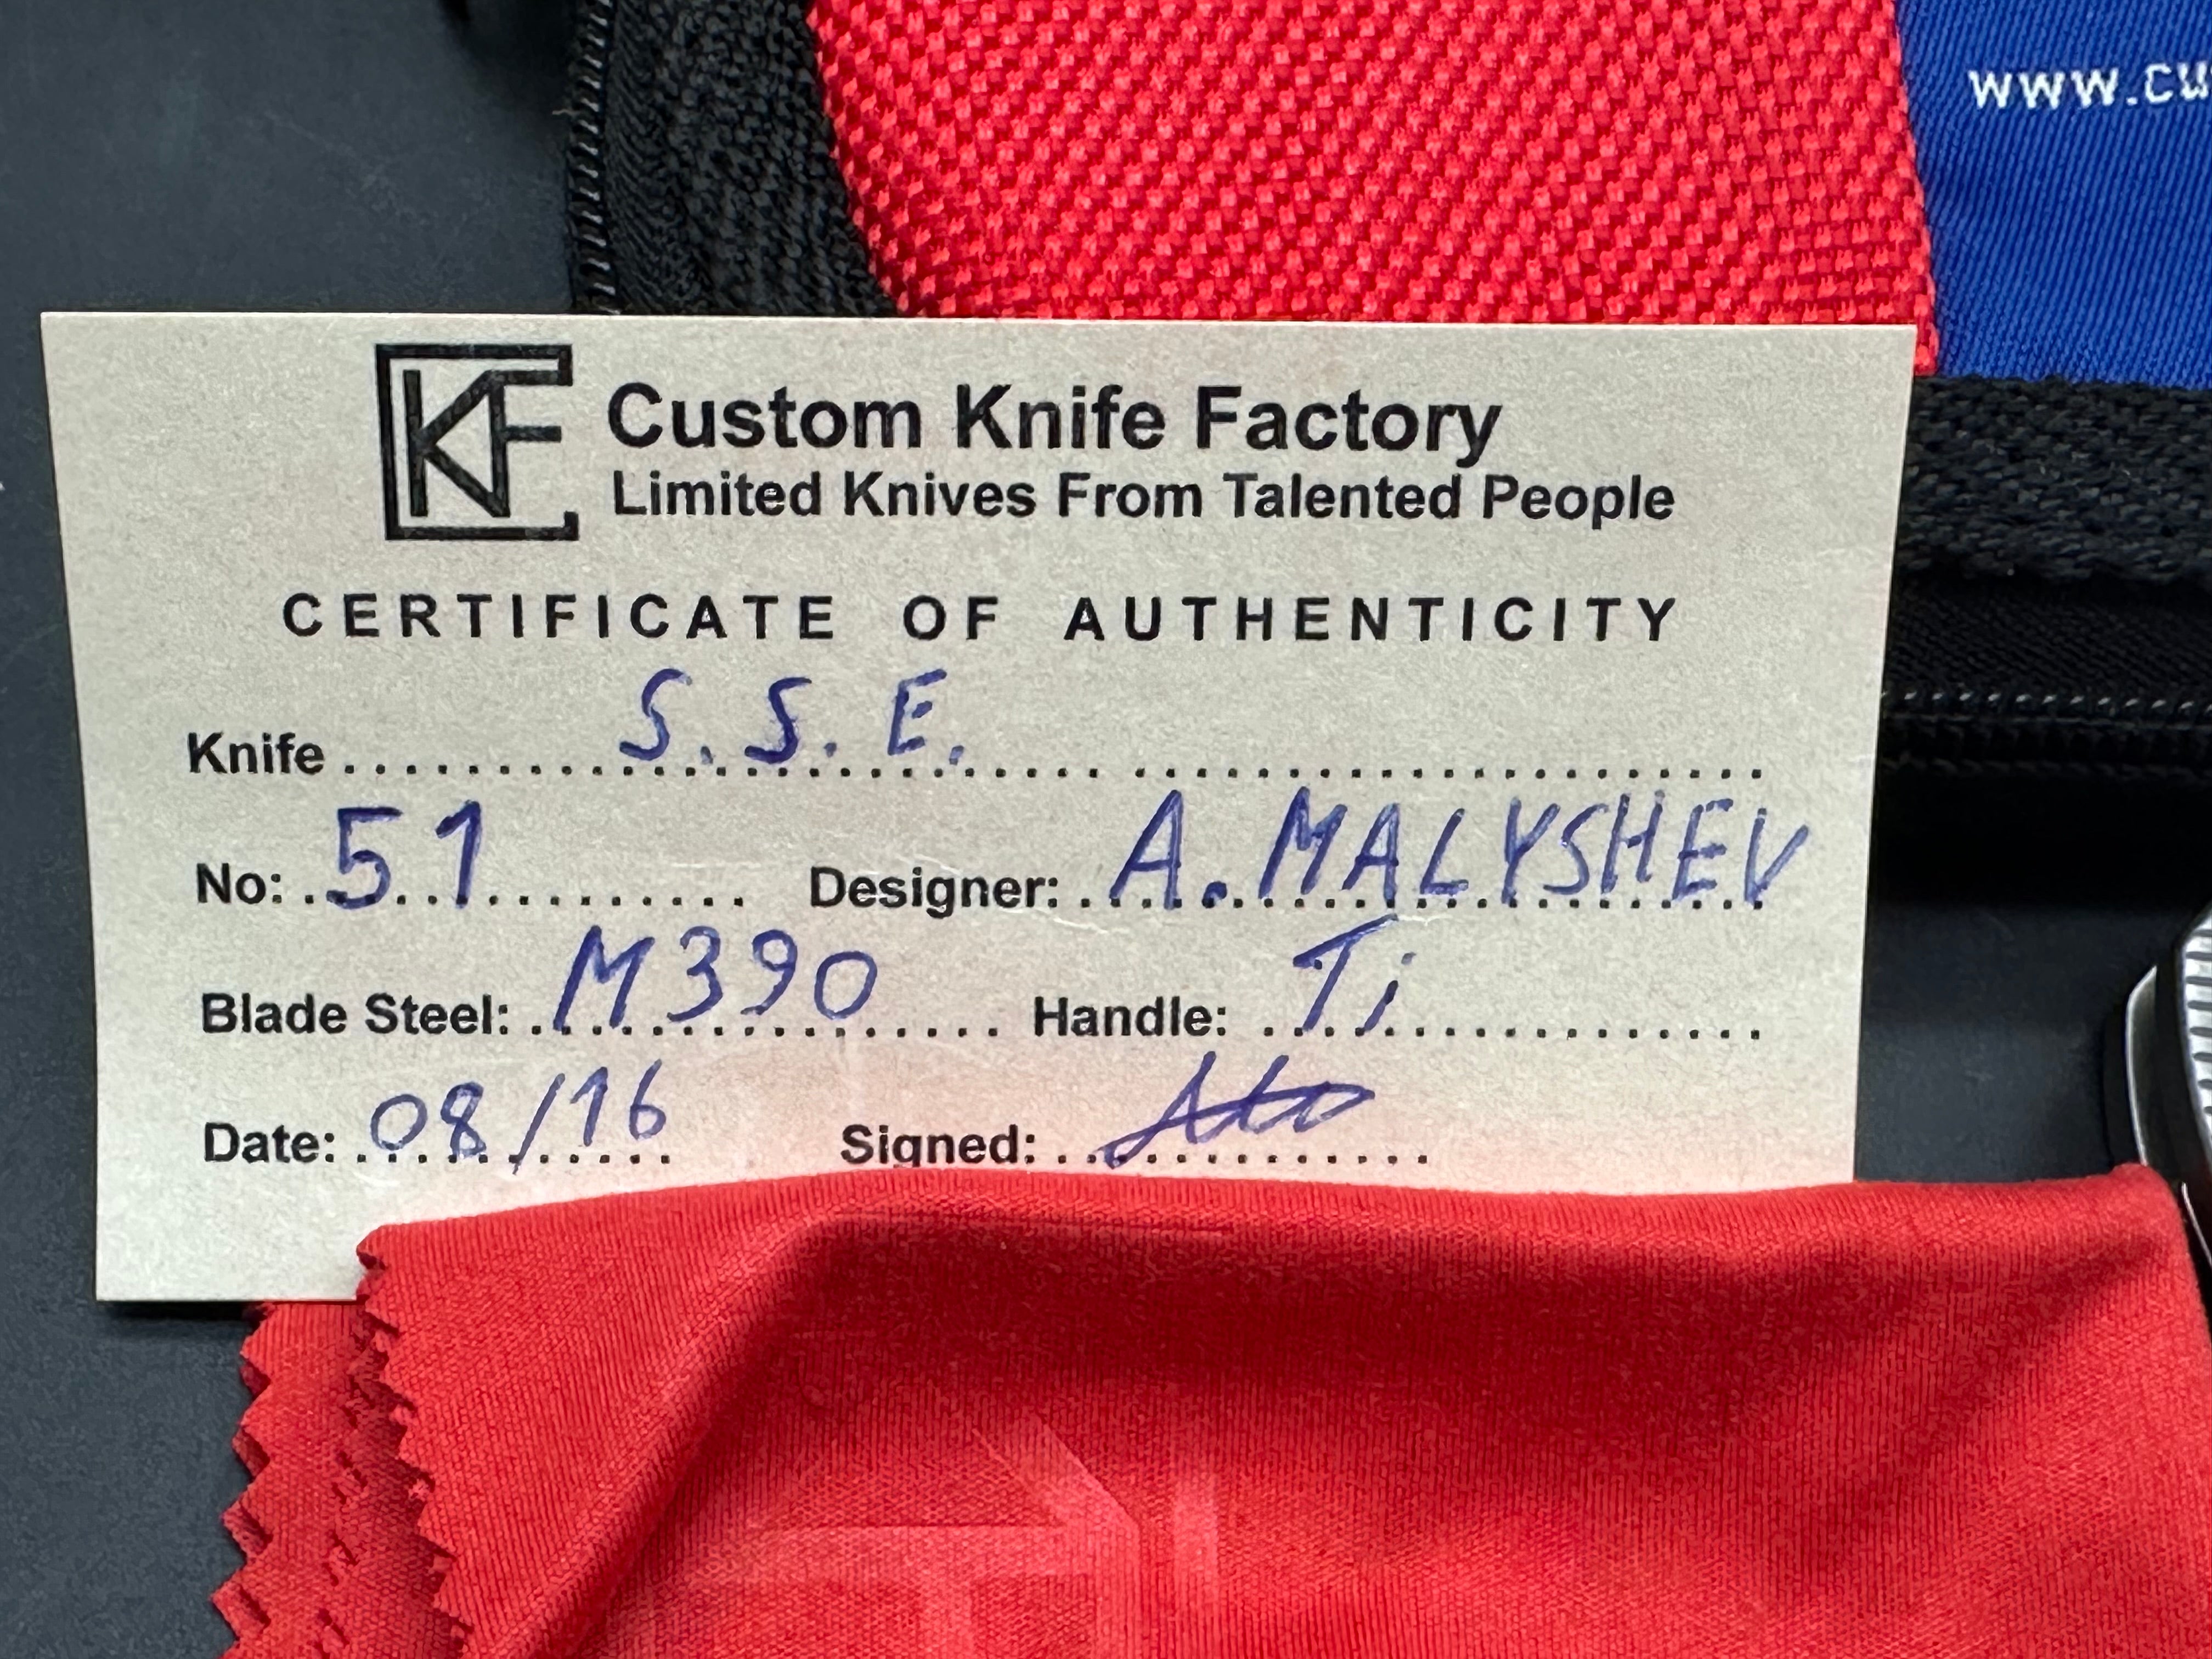 www.cu
CKF Custom Knife Factory
Limited Knives From Talented People
CERTIFICATE OF AUTHENTICITY
Knife S.S.E.
No: 51 Designer: A. MALYSHEV
Blade Steel: M390 Handle: Ti
Date: 08/16 Signed: